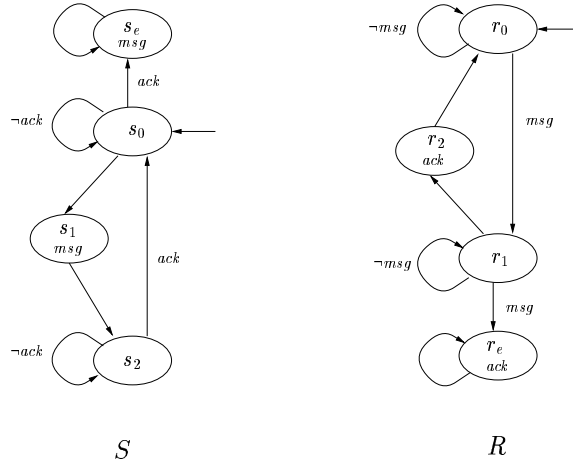 s_e
msg
ack
¬ack
s_0
s_1
msg
ack
¬ack
s_2
S
¬msg
r_0
msg
r_2
ack
¬msg
r_1
msg
r_e
ack
R